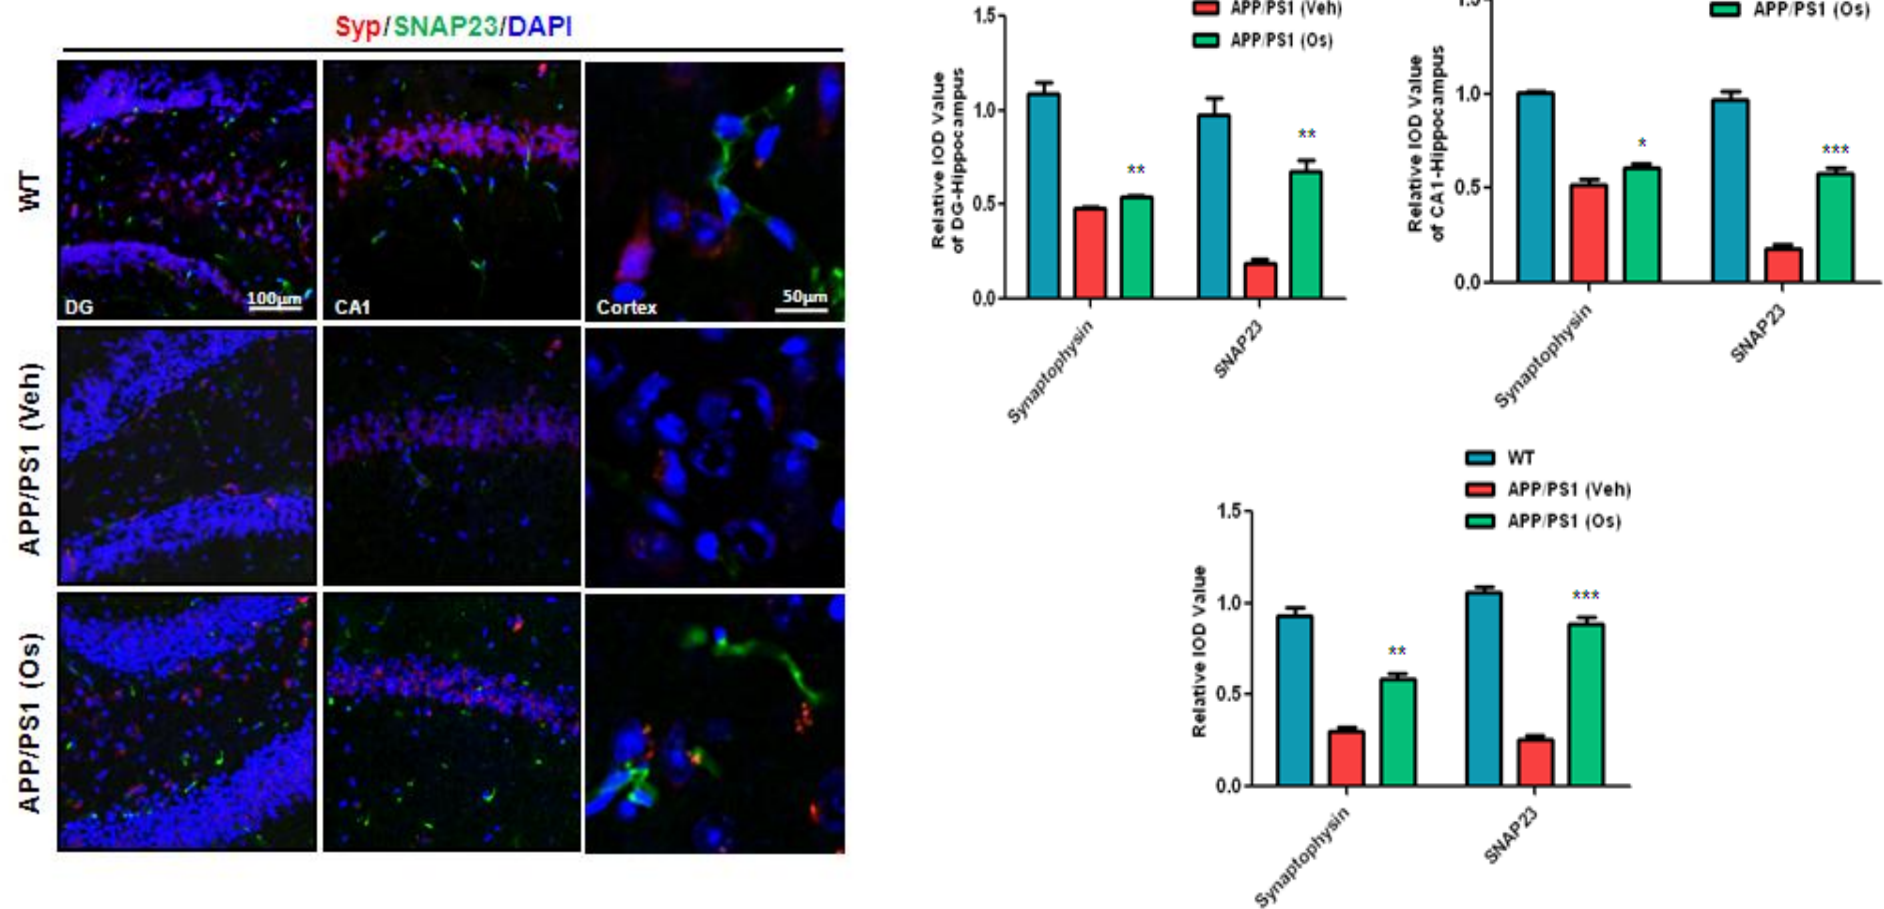 Syp/SNAP23/DAPI
WT
DG
100µm
CA1
Cortex
50µm
APP/PS1 (Veh)
APP/PS1 (Os)
APP/PS1 (Veh)
APP/PS1 (Os)
Relative IOD Value
of DG-Hippocampus
1.5
1.0
0.5
0.0
**
**
Synaptophysin
SNAP23
APP/PS1 (Os)
Relative IOD Value
of CA1-Hippocampus
1.5
1.0
0.5
0.0
*
***
Synaptophysin
SNAP23
WT
APP/PS1 (Veh)
APP/PS1 (Os)
Relative IOD Value
1.5
1.0
0.5
0.0
**
***
Synaptophysin
SNAP23